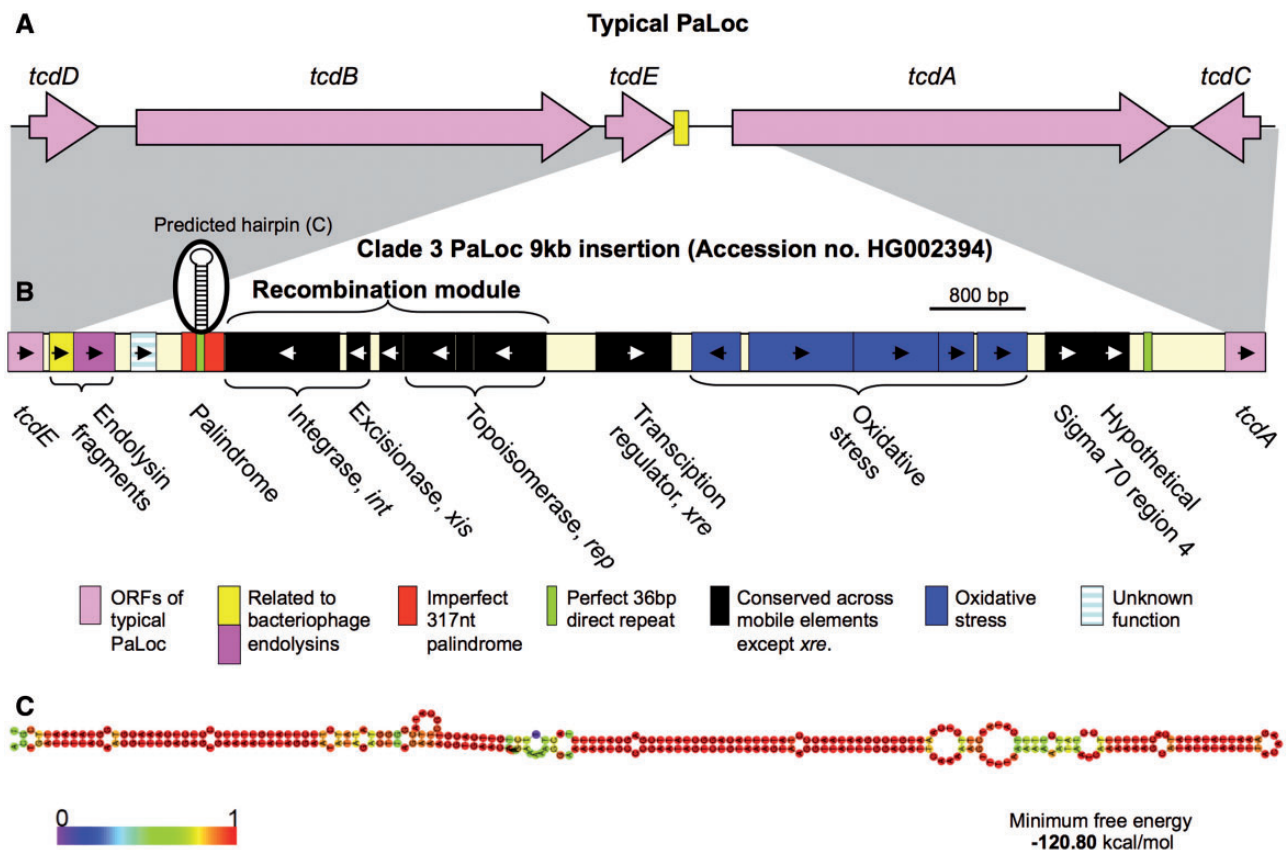 A
Typical PaLoc
tcdD
tcdB
tcdE
tcdA
tcdC
Predicted hairpin (C)
Clade 3 PaLoc 9kb insertion (Accession no. HG002394)
B
Recombination module
800 bp
tcdE
Endolysin
fragments
Palindrome
Integrase, int
Excisionase, xis
Topoisomerase, rep
Transciption
regulator, xre
Oxidative
stress
Sigma 70 region 4
Hypothetical
tcdA
ORFs of
typical
PaLoc
Related to
bacteriophage
endolysins
Imperfect
317nt
palindrome
Perfect 36bp
direct repeat
Conserved across
mobile elements
except xre.
Oxidative
stress
Unknown
function
C
0
1
Minimum free energy
-120.80 kcal/mol